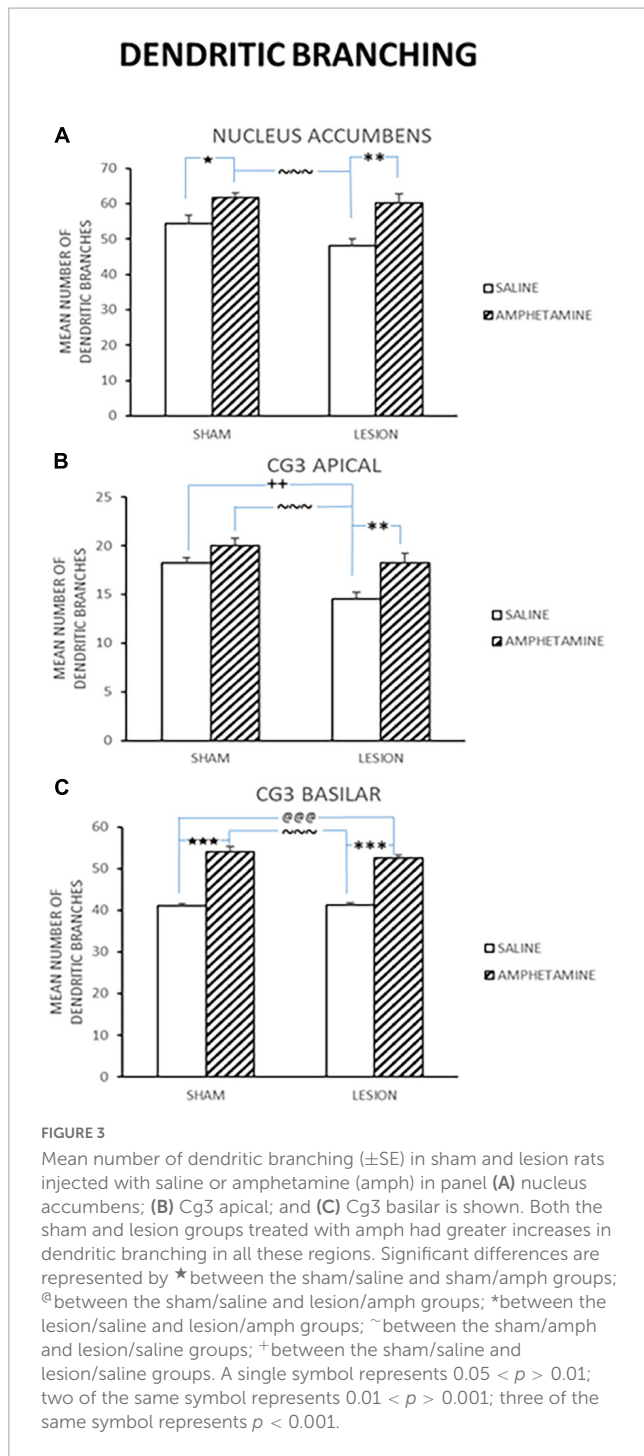 DENDRITIC BRANCHING
A
NUCLEUS ACCUMBENS
★ ~~~ **
70
60
50
40
30
20
10
0
MEAN NUMBER OF
DENDRITIC BRANCHES
SHAM LESION
SALINE
AMPHETAMINE
B
CG3 APICAL
++
~~~
**
25
20
15
10
5
0
MEAN NUMBER OF
DENDRITIC BRANCHES
SHAM LESION
SALINE
AMPHETAMINE
C
CG3 BASILAR
@@@
★★★ ~~~ ***
60
50
40
30
20
10
0
MEAN NUMBER OF
DENDRITIC BRANCHES
SHAM LESION
SALINE
AMPHETAMINE
FIGURE 3
Mean number of dendritic branching (±SE) in sham and lesion rats
injected with saline or amphetamine (amph) in panel (A) nucleus
accumbens; (B) Cg3 apical; and (C) Cg3 basilar is shown. Both the
sham and lesion groups treated with amph had greater increases in
dendritic branching in all these regions. Significant differences are
represented by ★between the sham/saline and sham/amph groups;
@between the sham/saline and lesion/amph groups; *between the
lesion/saline and lesion/amph groups; ~between the sham/amph
and lesion/saline groups; +between the sham/saline and
lesion/saline groups. A single symbol represents 0.05 < p > 0.01;
two of the same symbol represents 0.01 < p > 0.001; three of the
same symbol represents p < 0.001.